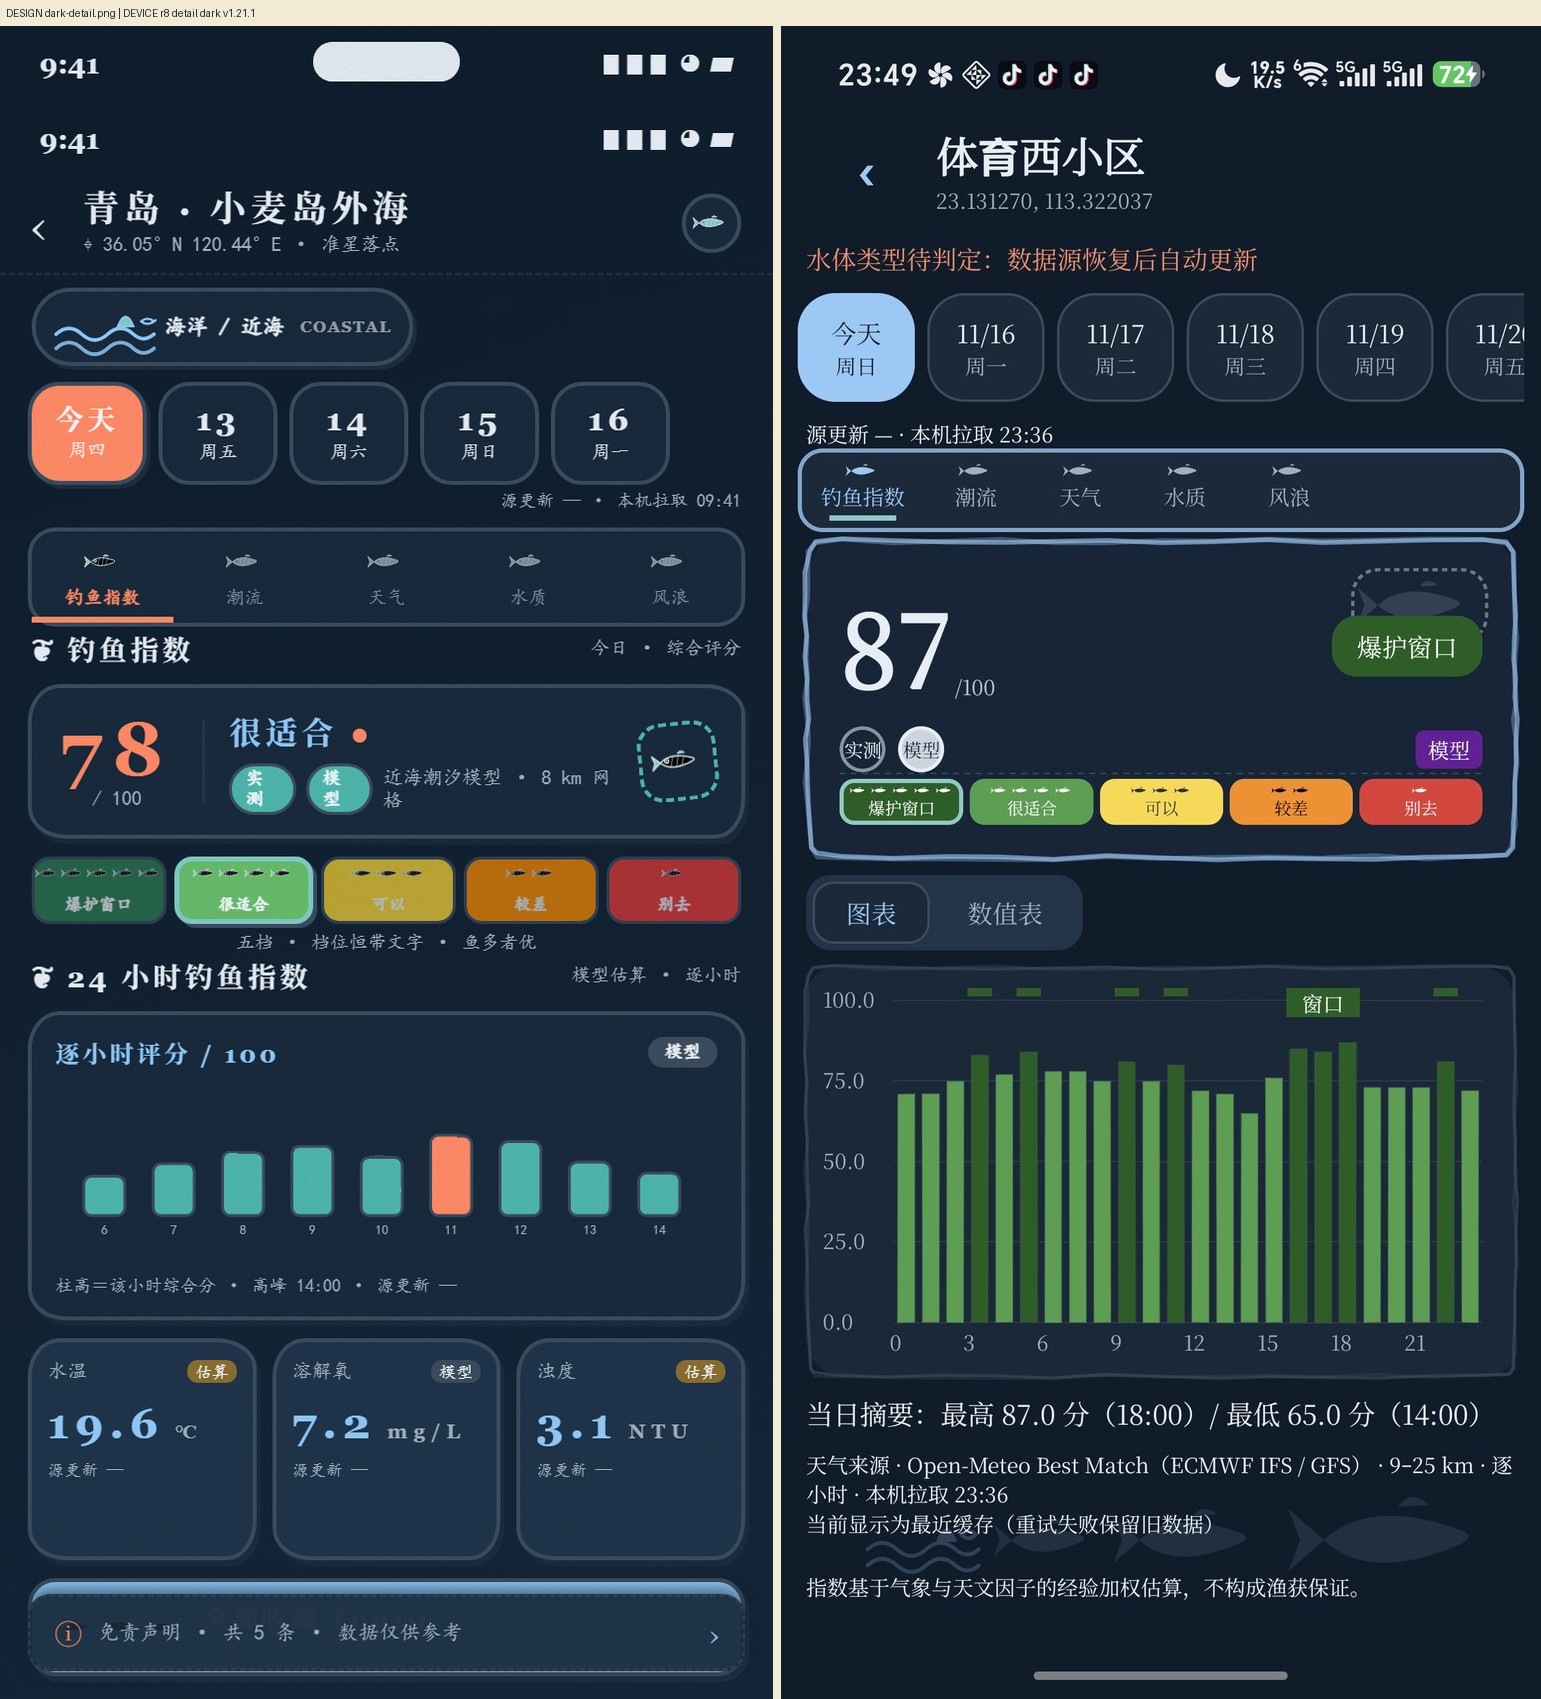 DESIGN dark-detail.png | DEVICE r8 detail dark v1.21.1
9:41
9:41
青岛 · 小麦岛外海
36.05° N 120.44° E • 准星落点
海洋 / 近海 COASTAL
今天 13 14 15 16
周四 周五 周六 周日 周一
源更新 — • 本机拉取 09:41
钓鱼指数 潮流 天气 水质 风浪
钓鱼指数 今日 • 综合评分
很适合
78 / 100
实测 模型 近海潮汐模型 • 8 km 网格
爆护窗口 很适合 可以 较差 别去
五档 • 档位恒带文字 • 鱼多者优
24 小时钓鱼指数 模型估算 • 逐小时
逐小时评分 / 100 模型
6 7 8 9 10 11 12 13 14
柱高=该小时综合分 • 高峰 14:00 • 源更新 —
水温 估算 溶解氧 模型 浊度 估算
19.6 °C 7.2 mg/L 3.1 NTU
源更新 — 源更新 — 源更新 —
免责声明 • 共 5 条 • 数据仅供参考 ›
23:49 19.5 K/s 6 5G 5G 72
‹ 体育西小区
23.131270, 113.322037
水体类型待判定：数据源恢复后自动更新
今天 11/16 11/17 11/18 11/19 11/20
周日 周一 周二 周三 周四 周五
源更新 — · 本机拉取 23:36
钓鱼指数 潮流 天气 水质 风浪
87 /100 爆护窗口
实测 模型 模型
爆护窗口 很适合 可以 较差 别去
图表 数值表
窗口
100.0
75.0
50.0
25.0
0.0
0 3 6 9 12 15 18 21
当日摘要：最高 87.0 分（18:00）/ 最低 65.0 分（14:00）
天气来源 · Open-Meteo Best Match（ECMWF IFS / GFS） · 9–25 km · 逐
小时 · 本机拉取 23:36
当前显示为最近缓存（重试失败保留旧数据）
指数基于气象与天文因子的经验加权估算，不构成渔获保证。